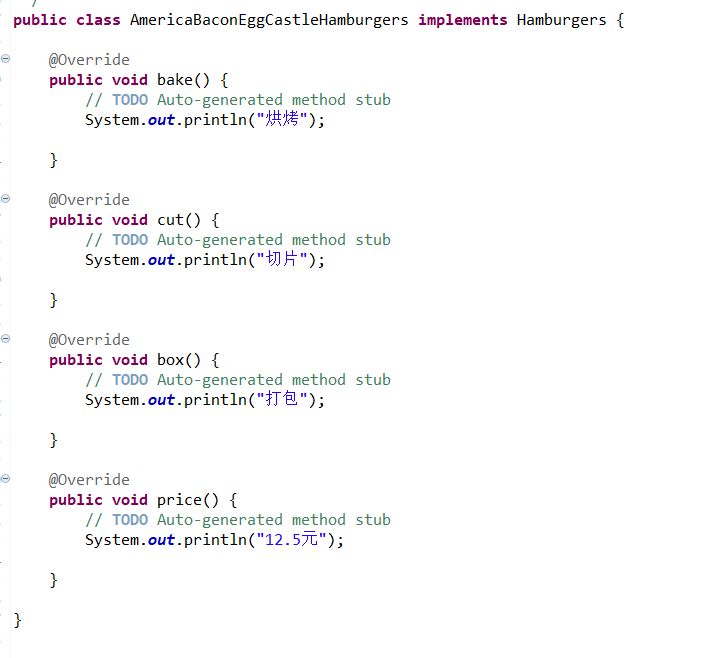 public class AmericaBaconEggCastleHamburgers implements Hamburgers {
@Override
public void bake() {
// TODO Auto-generated method stub
System.out.println("烘烤");
}
@Override
public void cut() {
// TODO Auto-generated method stub
System.out.println("切片");
}
@Override
public void box() {
// TODO Auto-generated method stub
System.out.println("打包");
}
@Override
public void price() {
// TODO Auto-generated method stub
System.out.println("12.5元");
}
}